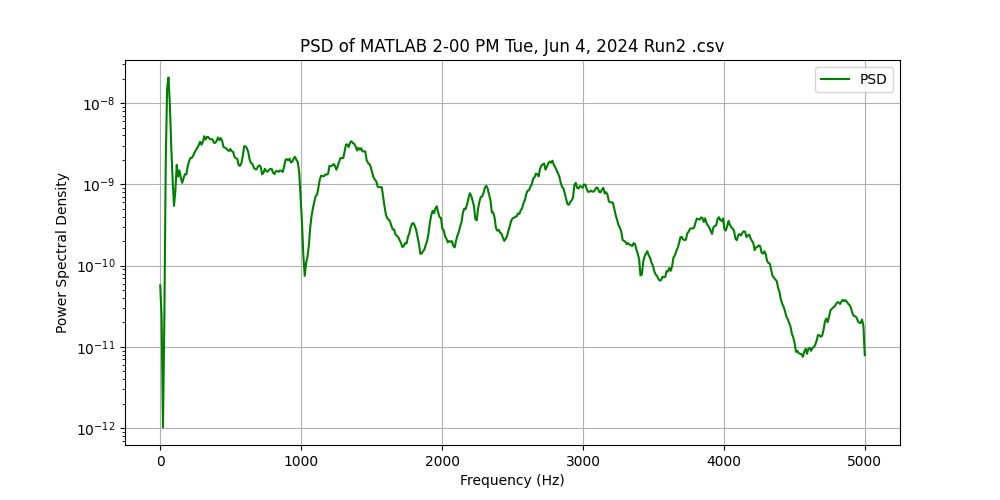 PSD of MATLAB 2-00 PM Tue, Jun 4, 2024 Run2 .csv
PSD
Power Spectral Density
10⁻⁸
10⁻⁹
10⁻¹⁰
10⁻¹¹
10⁻¹²
0 1000 2000 3000 4000 5000
Frequency (Hz)